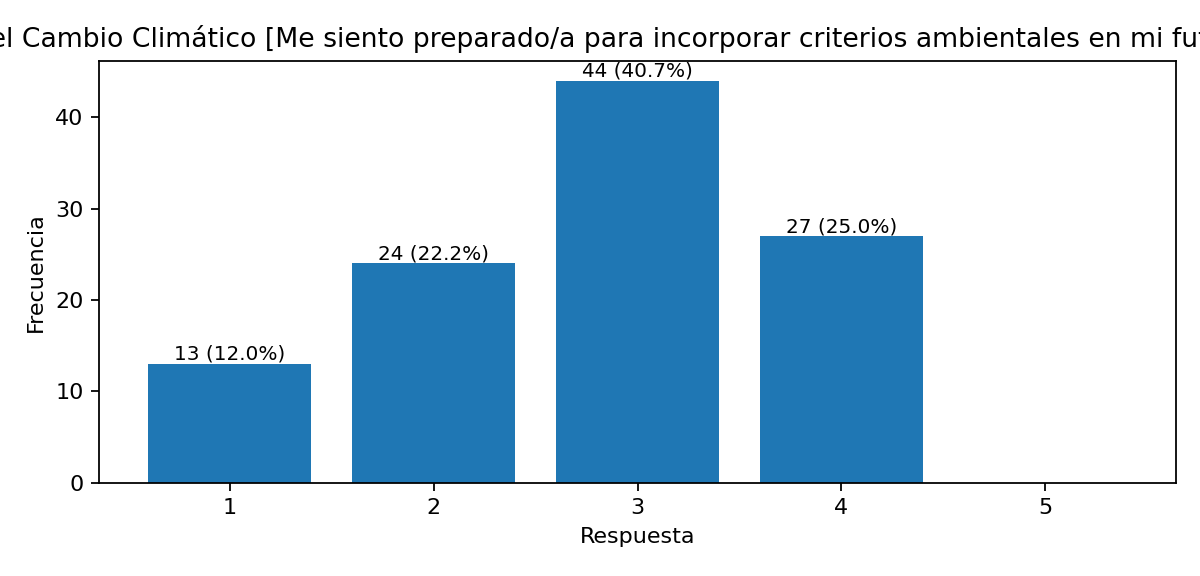 el Cambio Climático [Me siento preparado/a para incorporar criterios ambientales en mi fu
44 (40.7%)
40
30
27 (25.0%)
24 (22.2%)
20
13 (12.0%)
10
0
Frecuencia
1 2 3 4 5
Respuesta